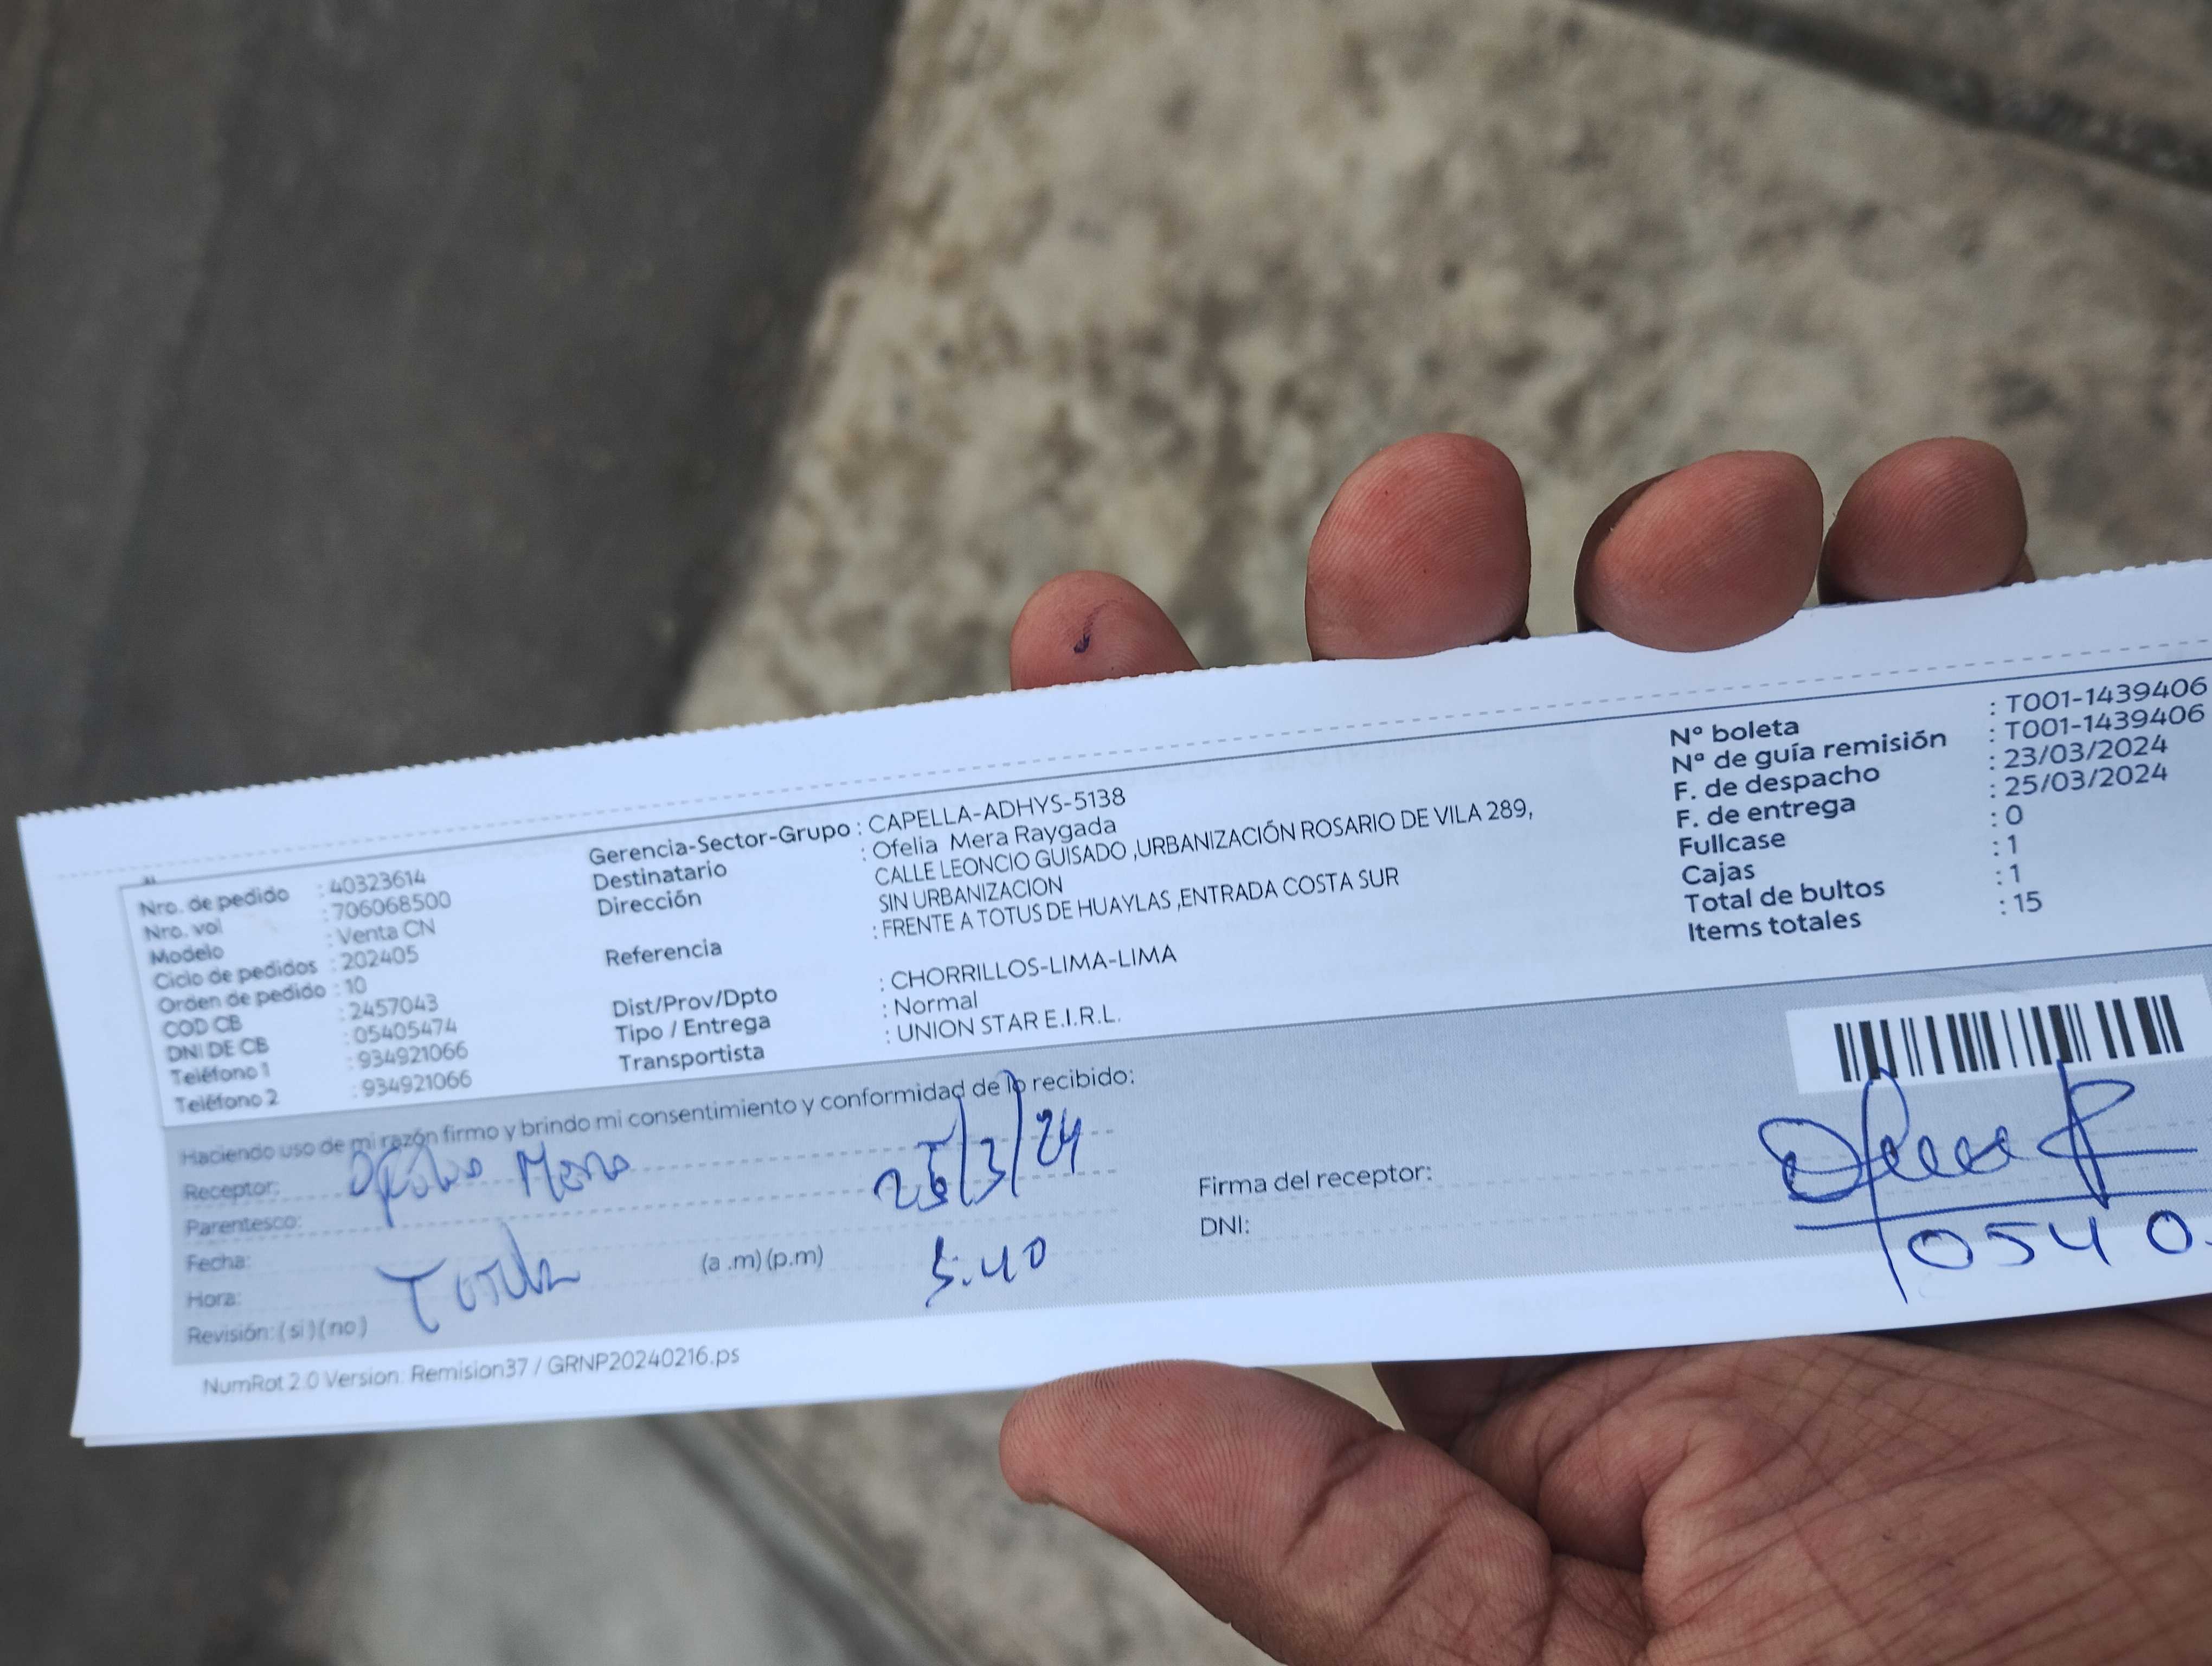 Nro. de pedido : 40323614
Nro. vol : 706068500
Modelo : Venta CN
Ciclo de pedidos : 202405
Orden de pedido : 10
COD CB : 2457043
DNI DE CB : 05405474
Teléfono 1 : 934921066
Teléfono 2 : 934921066
Gerencia-Sector-Grupo : CAPELLA-ADHYS-5138
Destinatario : Ofelia Mera Raygada
Dirección CALLE LEONCIO GUISADO ,URBANIZACIÓN ROSARIO DE VILA 289,
SIN URBANIZACION
Referencia : FRENTE A TOTUS DE HUAYLAS ,ENTRADA COSTA SUR
Dist/Prov/Dpto : CHORRILLOS-LIMA-LIMA
Tipo / Entrega : Normal
Transportista : UNION STAR E.I.R.L.
Nº boleta : T001-1439406
Nº de guía remisión : T001-1439406
F. de despacho : 23/03/2024
F. de entrega : 25/03/2024
Fullcase : 0
Cajas : 1
Total de bultos : 1
Items totales : 15
Haciendo uso de mi razón firmo y brindo mi consentimiento y conformidad de lo recibido:
Receptor:
Parentesco:
Fecha: 25/3/24
Hora: (a .m) (p.m) 5:40
Revisión: ( si ) ( no )
Firma del receptor:
DNI: 0540
NumRot 2.0 Version: Remision37 / GRNP20240216.ps